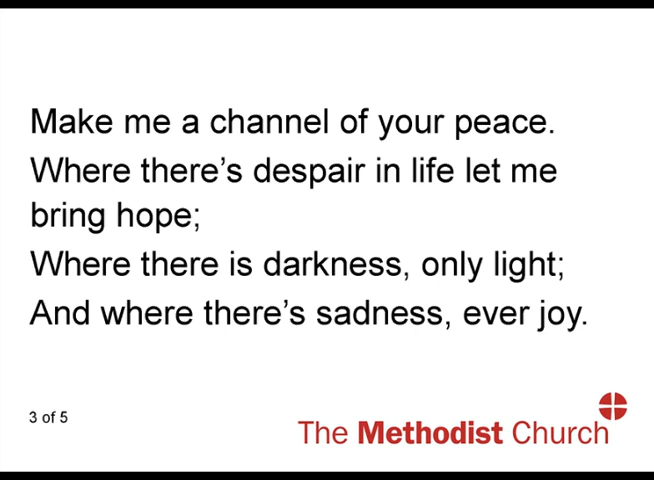 Make me a channel of your peace.
Where there’s despair in life let me
bring hope;
Where there is darkness, only light;
And where there’s sadness, ever joy.
3 of 5
The Methodist Church